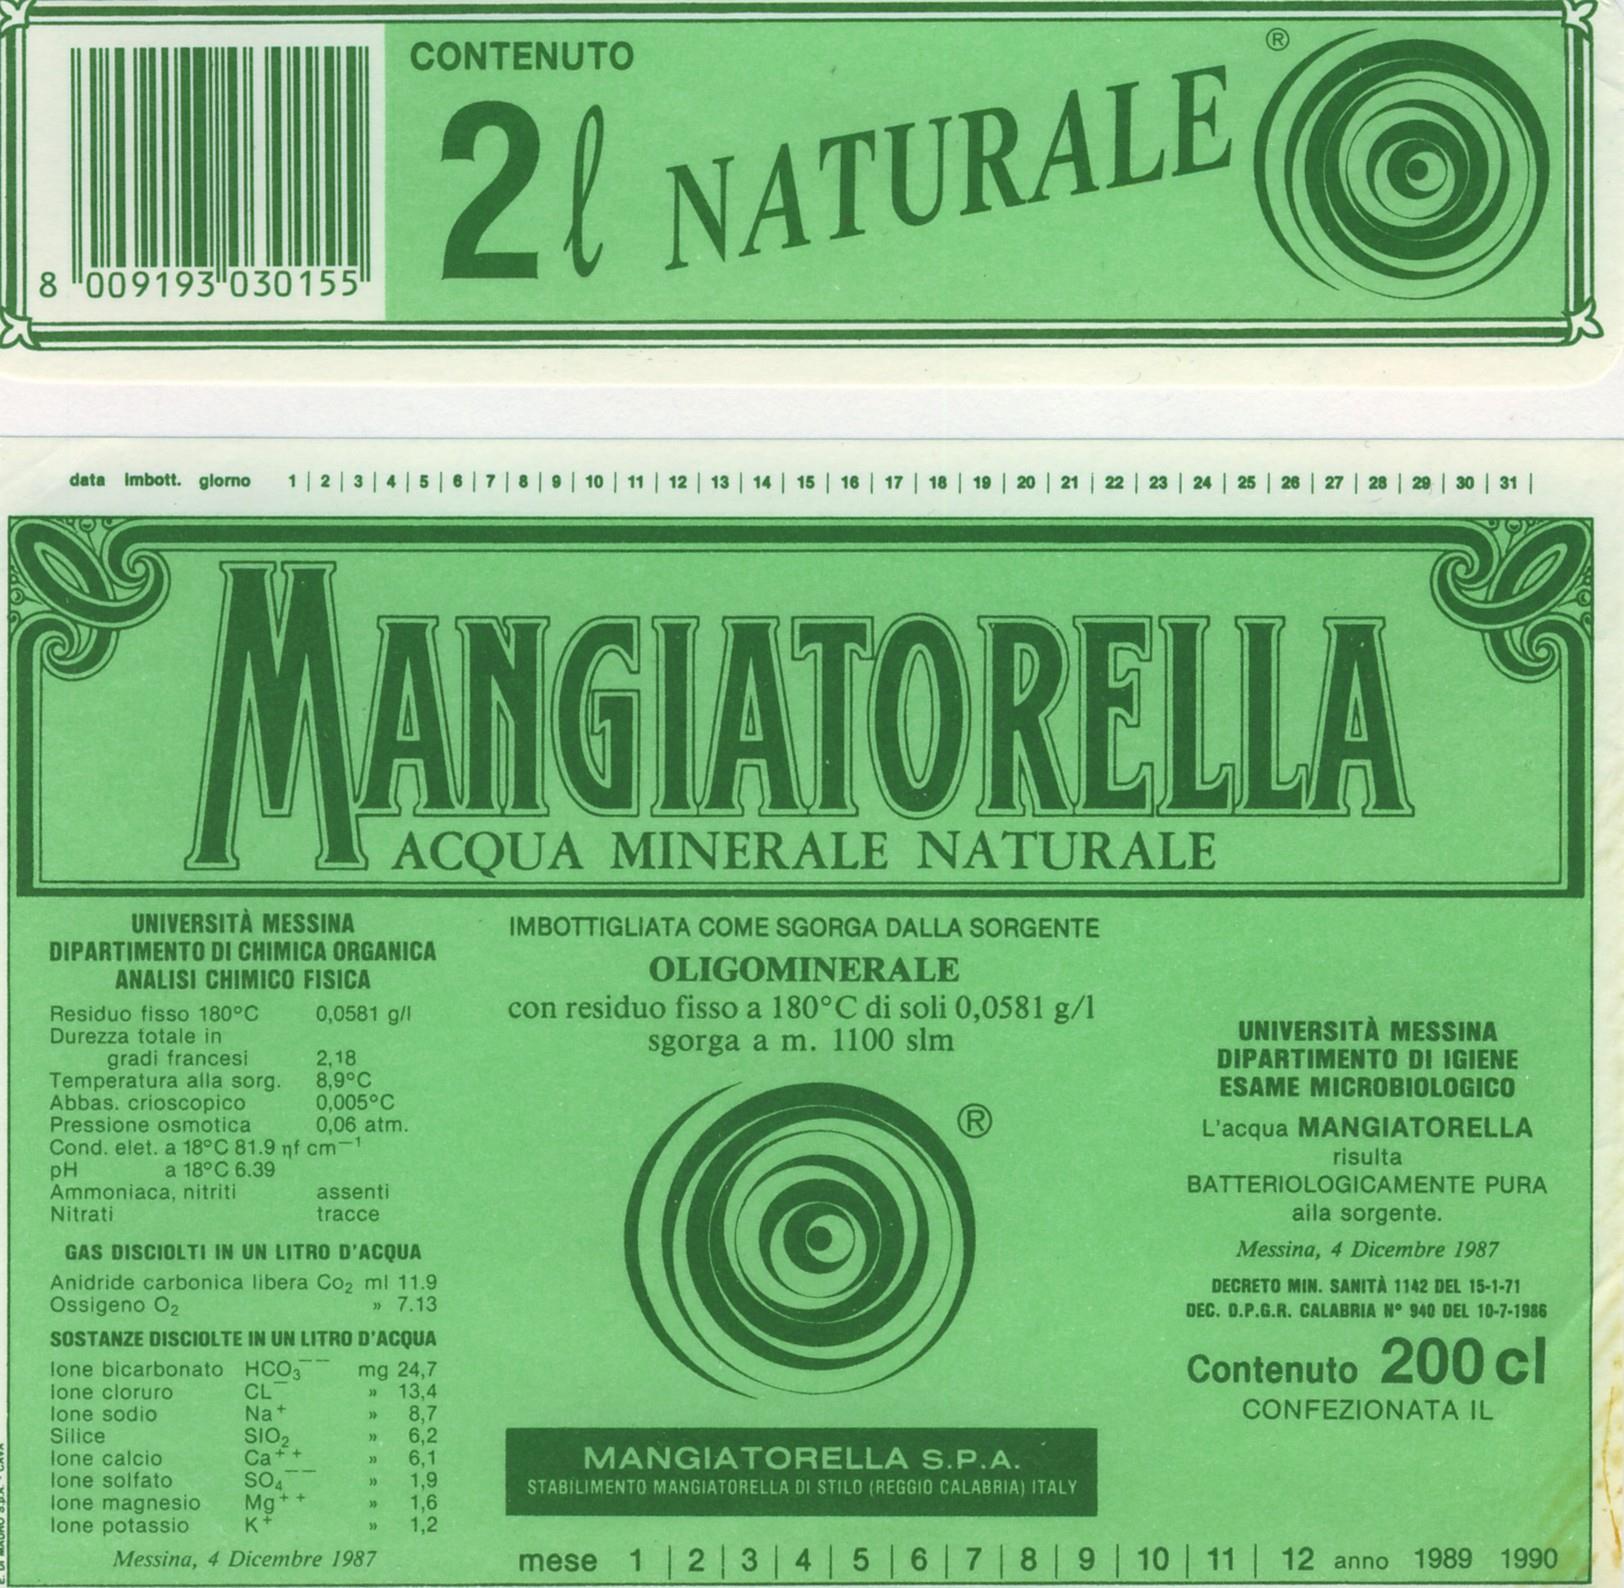 CONTENUTO
2 l NATURALE ®
8 009193 030155
data imbott. giorno 1 | 2 | 3 | 4 | 5 | 6 | 7 | 8 | 9 | 10 | 11 | 12 | 13 | 14 | 15 | 16 | 17 | 18 | 19 | 20 | 21 | 22 | 23 | 24 | 25 | 26 | 27 | 28 | 29 | 30 | 31 |
MANGIATORELLA
ACQUA MINERALE NATURALE
UNIVERSITÀ MESSINA
DIPARTIMENTO DI CHIMICA ORGANICA
ANALISI CHIMICO FISICA
Residuo fisso 180°C 0,0581 g/l
Durezza totale in
gradi francesi 2,18
Temperatura alla sorg. 8,9°C
Abbas. crioscopico 0,005°C
Pressione osmotica 0,06 atm.
Cond. elet. a 18°C 81.9 ηf cm⁻¹
pH a 18°C 6.39
Ammoniaca, nitriti assenti
Nitrati tracce
GAS DISCIOLTI IN UN LITRO D'ACQUA
Anidride carbonica libera Co₂ ml 11.9
Ossigeno O₂ » 7.13
SOSTANZE DISCIOLTE IN UN LITRO D'ACQUA
Ione bicarbonato HCO₃⁻⁻ mg 24,7
Ione cloruro CL⁻ » 13,4
Ione sodio Na⁺ » 8,7
Silice SIO₂ » 6,2
Ione calcio Ca⁺⁺ » 6,1
Ione solfato SO₄⁻⁻ » 1,9
Ione magnesio Mg⁺⁺ » 1,6
Ione potassio K⁺ » 1,2
Messina, 4 Dicembre 1987
IMBOTTIGLIATA COME SGORGA DALLA SORGENTE
OLIGOMINERALE
con residuo fisso a 180°C di soli 0,0581 g/l
sgorga a m. 1100 slm
®
MANGIATORELLA S.P.A.
STABILIMENTO MANGIATORELLA DI STILO (REGGIO CALABRIA) ITALY
UNIVERSITÀ MESSINA
DIPARTIMENTO DI IGIENE
ESAME MICROBIOLOGICO
L'acqua MANGIATORELLA
risulta
BATTERIOLOGICAMENTE PURA
alla sorgente.
Messina, 4 Dicembre 1987
DECRETO MIN. SANITÀ 1142 DEL 15-1-71
DEC. O.P.G.R. CALABRIA N° 940 DEL 10-7-1986
Contenuto 200 cl
CONFEZIONATA IL
mese 1 | 2 | 3 | 4 | 5 | 6 | 7 | 8 | 9 | 10 | 11 | 12 anno 1989 1990
E. DI MAURO S.p.A. - CAVA